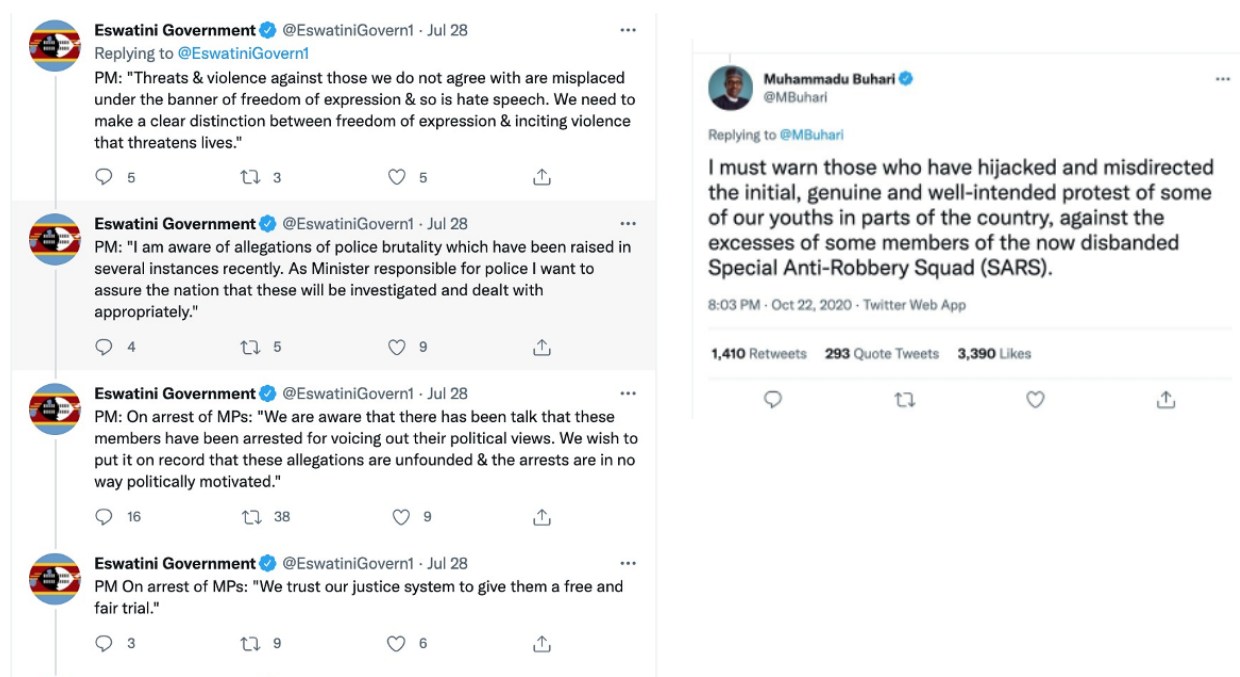 Eswatini Government @EswatiniGovern1 · Jul 28
Replying to @EswatiniGovern1
PM: "Threats & violence against those we do not agree with are misplaced
under the banner of freedom of expression & so is hate speech. We need to
make a clear distinction between freedom of expression & inciting violence
that threatens lives."
5 3 5
Eswatini Government @EswatiniGovern1 · Jul 28
PM: "I am aware of allegations of police brutality which have been raised in
several instances recently. As Minister responsible for police I want to
assure the nation that these will be investigated and dealt with
appropriately."
4 5 9
Eswatini Government @EswatiniGovern1 · Jul 28
PM: On arrest of MPs: "We are aware that there has been talk that these
members have been arrested for voicing out their political views. We wish to
put it on record that these allegations are unfounded & the arrests are in no
way politically motivated."
16 38 9
Eswatini Government @EswatiniGovern1 · Jul 28
PM On arrest of MPs: "We trust our justice system to give them a free and
fair trial."
3 9 6
Muhammadu Buhari
@MBuhari
Replying to @MBuhari
I must warn those who have hijacked and misdirected
the initial, genuine and well-intended protest of some
of our youths in parts of the country, against the
excesses of some members of the now disbanded
Special Anti-Robbery Squad (SARS).
8:03 PM · Oct 22, 2020 · Twitter Web App
1,410 Retweets 293 Quote Tweets 3,390 Likes